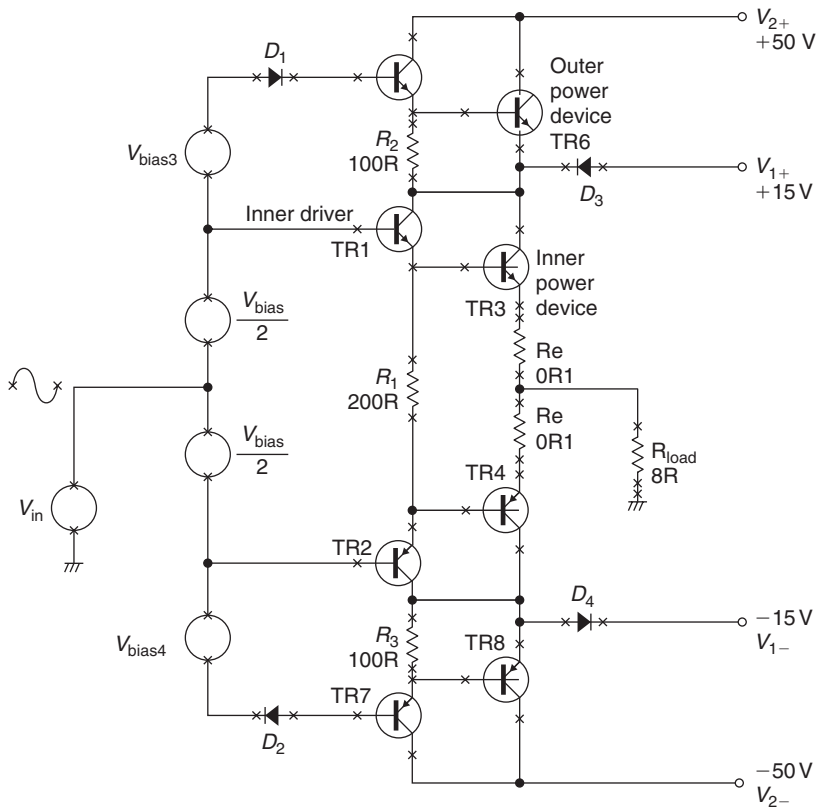 V2+
+50 V
D1
Outer
power
device
TR6
Vbias3
R2
100R
V1+
+15 V
D3
Inner driver
TR1
Inner
power
device
TR3
Vbias
2
Re
0R1
R1
200R
Re
0R1
Vbias
2
Rload
8R
TR4
Vin
TR2
D4
−15 V
V1−
R3
100R
TR8
Vbias4
TR7
D2
−50 V
V2−